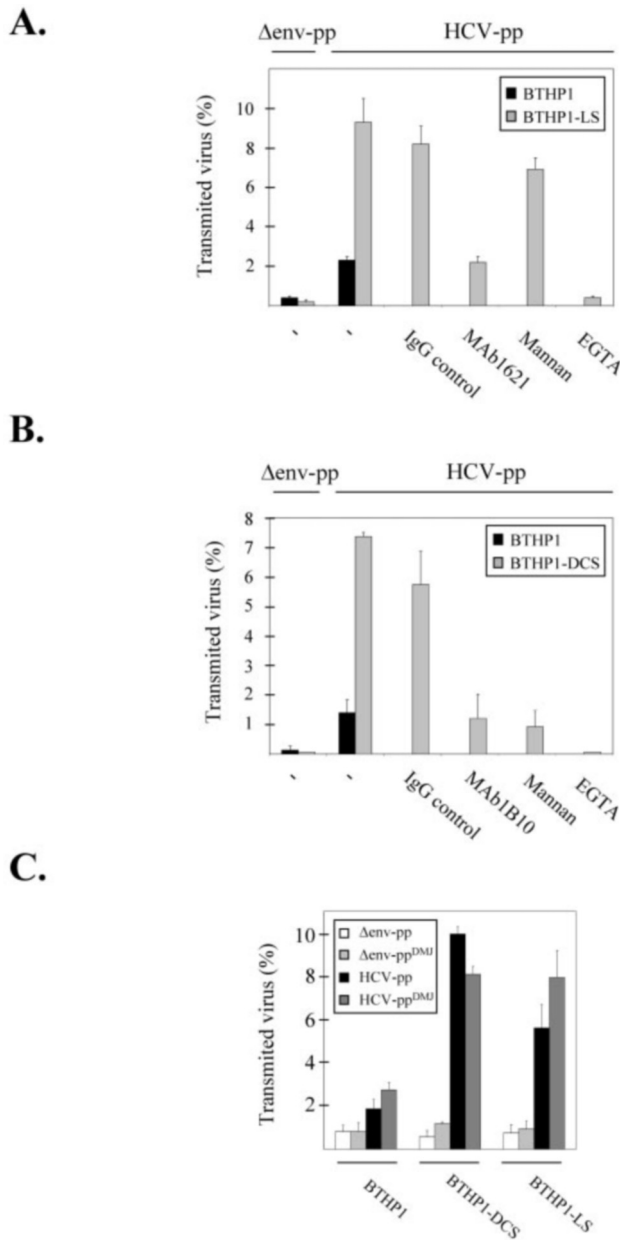 A.
Δenv-pp HCV-pp
Transmited virus (%)
10
8
6
4
2
BTHP1
BTHP1-LS
- - IgG control MAb1621 Mannan EGTA
B.
Δenv-pp HCV-pp
Transmited virus (%)
8
7
6
5
4
3
2
1
BTHP1
BTHP1-DCS
- - IgG control MAb1B10 Mannan EGTA
C.
Transmited virus (%)
10
8
6
4
2
Δenv-pp
Δenv-ppDMJ
HCV-pp
HCV-ppDMJ
BTHP1 BTHP1-DCS BTHP1-LS